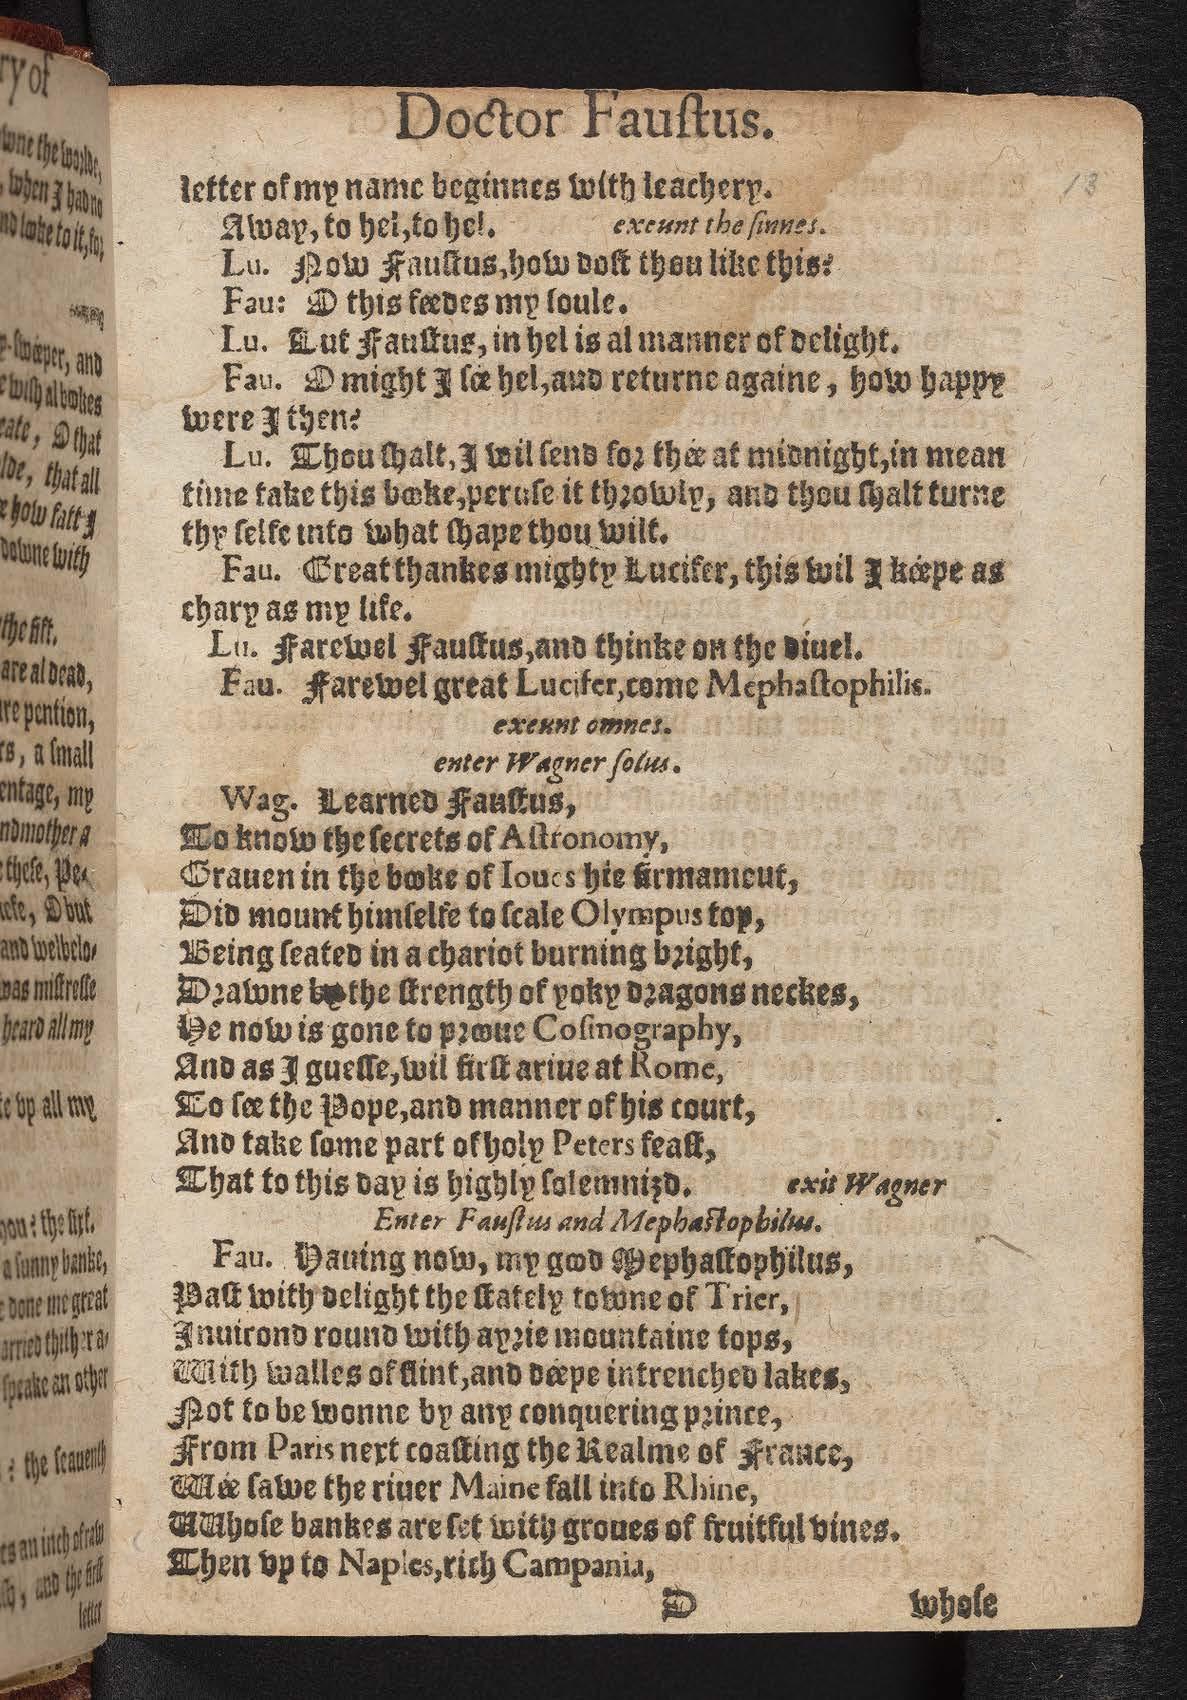 Doctor Fauſtus.
13
letter of my name beginnes with leachery.
Away, to hel, to hel. exeunt the ſinnes.
Lu. Now Fauſtus, how doſt thou like this?
Fau: O this feedes my ſoule.
Lu. Tut Fauſtus, in hel is al manner of delight.
Fau. O might I ſee hel, and returne againe, how happy
were I then?
Lu. Thou ſhalt, I wil ſend for thee at midnight, in mean
time take this booke, peruſe it throwly, and thou ſhalt turne
thy ſelfe into what ſhape thou wilt.
Fau. Great thankes mighty Lucifer, this wil I keepe as
chary as my life.
Lu. Farewel Fauſtus, and thinke on the diuel.
Fau. Farewel great Lucifer, come Mephaſtophilis.
exeunt omnes.
enter Wagner ſolus.
Wag. Learned Fauſtus,
To know the ſecrets of Aſtronomy,
Grauen in the booke of Ioues hie firmament,
Did mount himſelfe to ſcale Olympus top,
Being ſeated in a chariot burning bright,
Drawne by the ſtrength of yoky dragons neckes,
He now is gone to prooue Coſmography,
And as I gueſſe, wil firſt ariue at Rome,
To ſee the Pope, and manner of his court,
And take ſome part of holy Peters feaſt,
That to this day is highly ſolemnizd. exit Wagner
Enter Fauſtus and Mephaſtophilus.
Fau. Hauing now, my good Mephaſtophilus,
Paſt with delight the ſtately towne of Trier,
Inuirond round with ayrie mountaine tops,
With walles of flint, and deepe intrenched lakes,
Not to be wonne by any conquering prince,
From Paris next coaſting the Realme of France,
Wee ſawe the riuer Maine fall into Rhine,
Whoſe bankes are ſet with groues of fruitful vines.
Then vp to Naples, rich Campania,
D whoſe